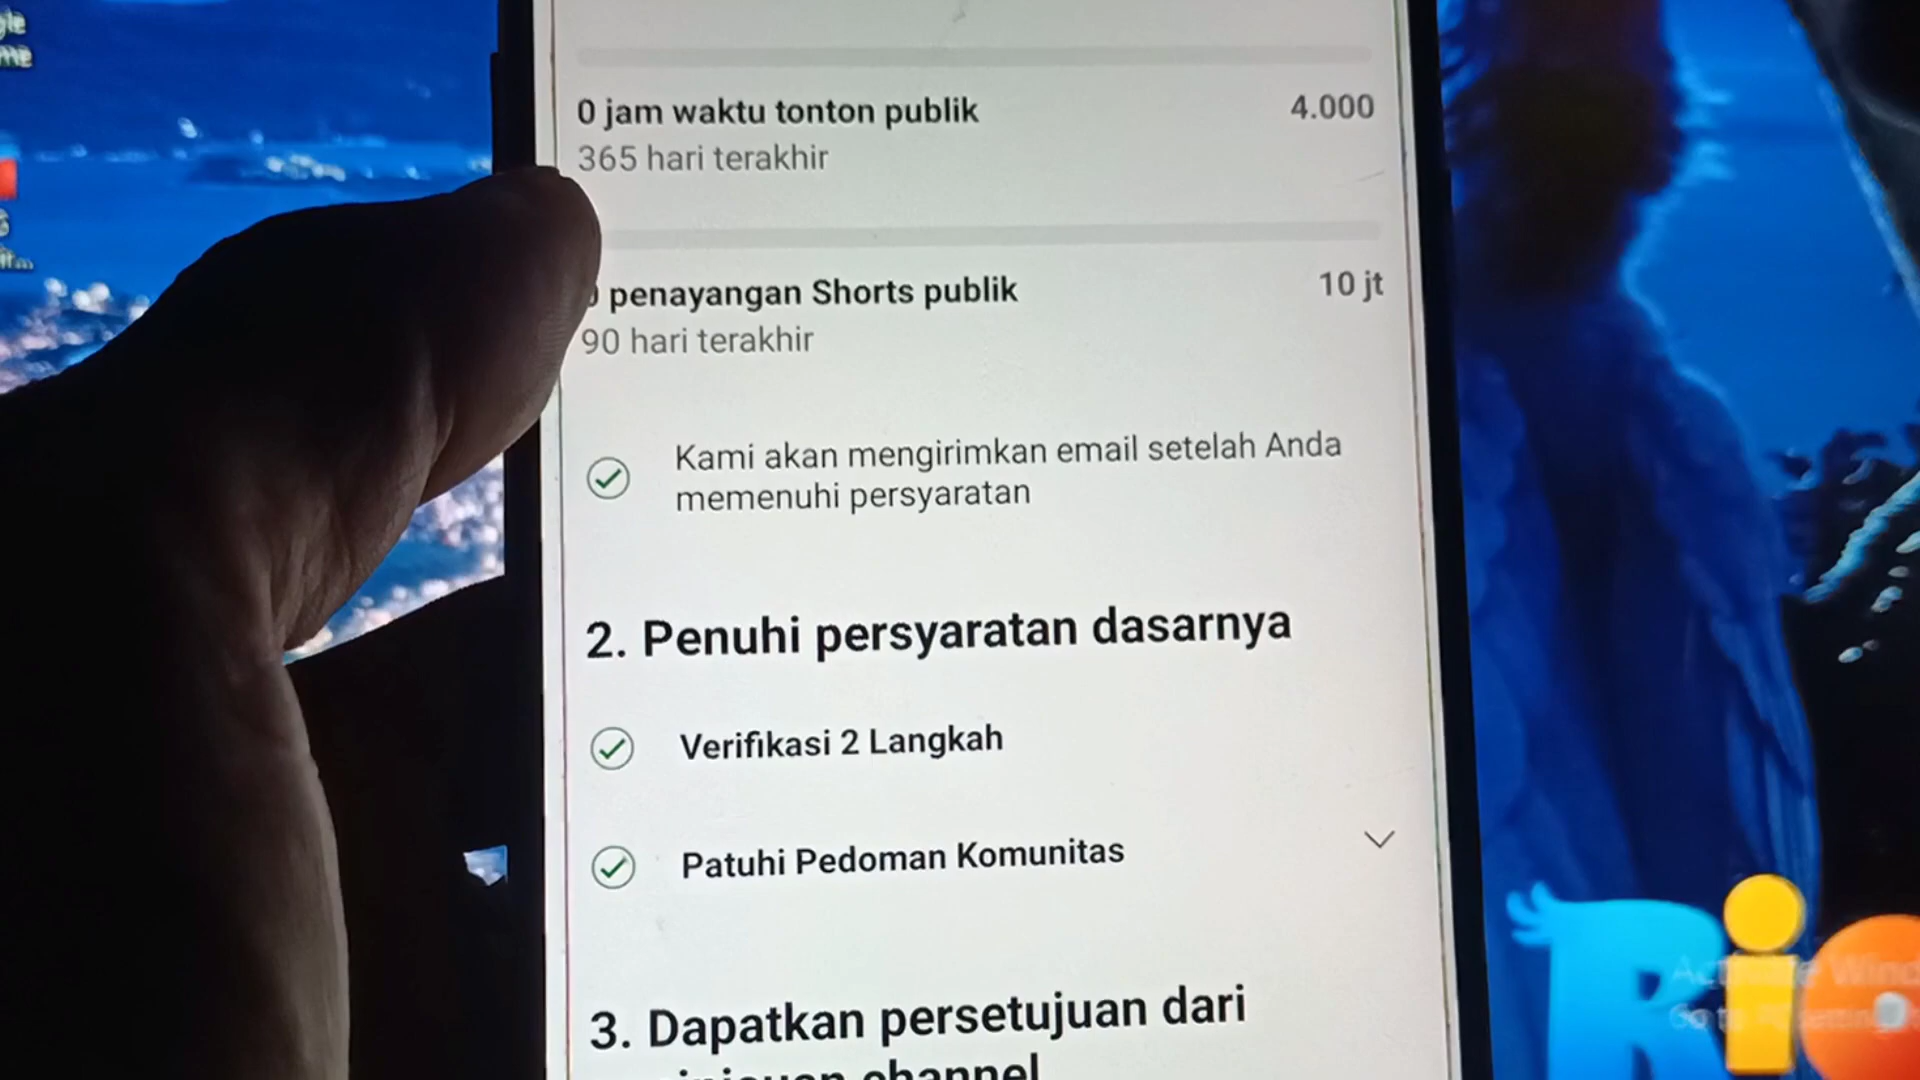 0 jam waktu tonton publik
4.000
365 hari terakhir
penayangan Shorts publik
10 jt
90 hari terakhir
Kami akan mengirimkan email setelah Anda
memenuhi persyaratan
2. Penuhi persyaratan dasarnya
Verifikasi 2 Langkah
Patuhi Pedoman Komunitas
3. Dapatkan persetujuan dari
channel